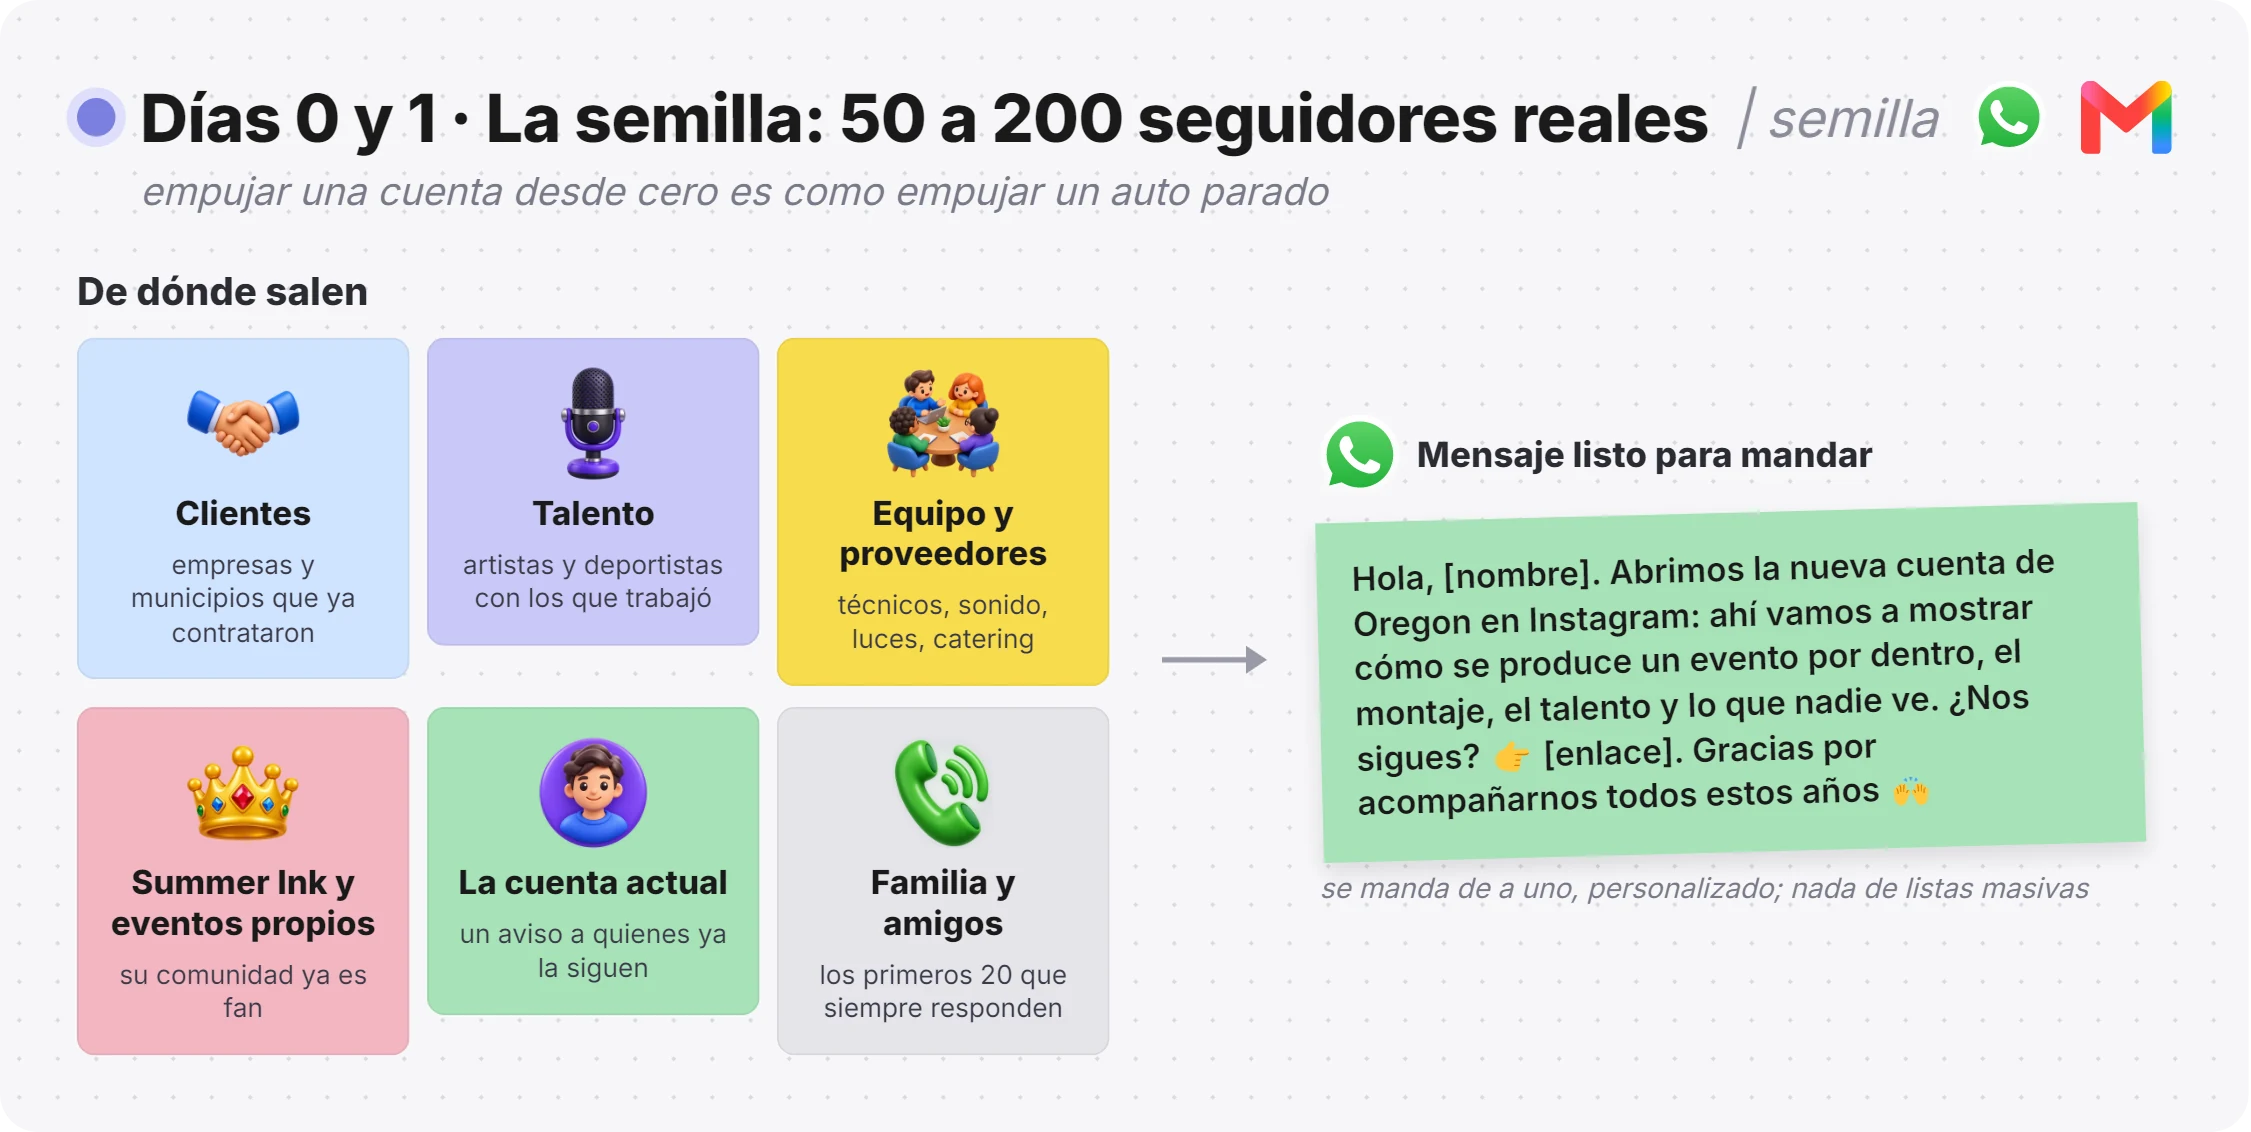 Días 0 y 1 · La semilla: 50 a 200 seguidores reales | semilla
empujar una cuenta desde cero es como empujar un auto parado
De dónde salen
Clientes
empresas y
municipios que ya
contrataron
Talento
artistas y deportistas
con los que trabajó
Equipo y
proveedores
técnicos, sonido,
luces, catering
Summer Ink y
eventos propios
su comunidad ya es
fan
La cuenta actual
un aviso a quienes ya
la siguen
Familia y
amigos
los primeros 20 que
siempre responden
Mensaje listo para mandar
Hola, [nombre]. Abrimos la nueva cuenta de
Oregon en Instagram: ahí vamos a mostrar
cómo se produce un evento por dentro, el
montaje, el talento y lo que nadie ve. ¿Nos
sigues? 👉 [enlace]. Gracias por
acompañarnos todos estos años 🙌
se manda de a uno, personalizado; nada de listas masivas